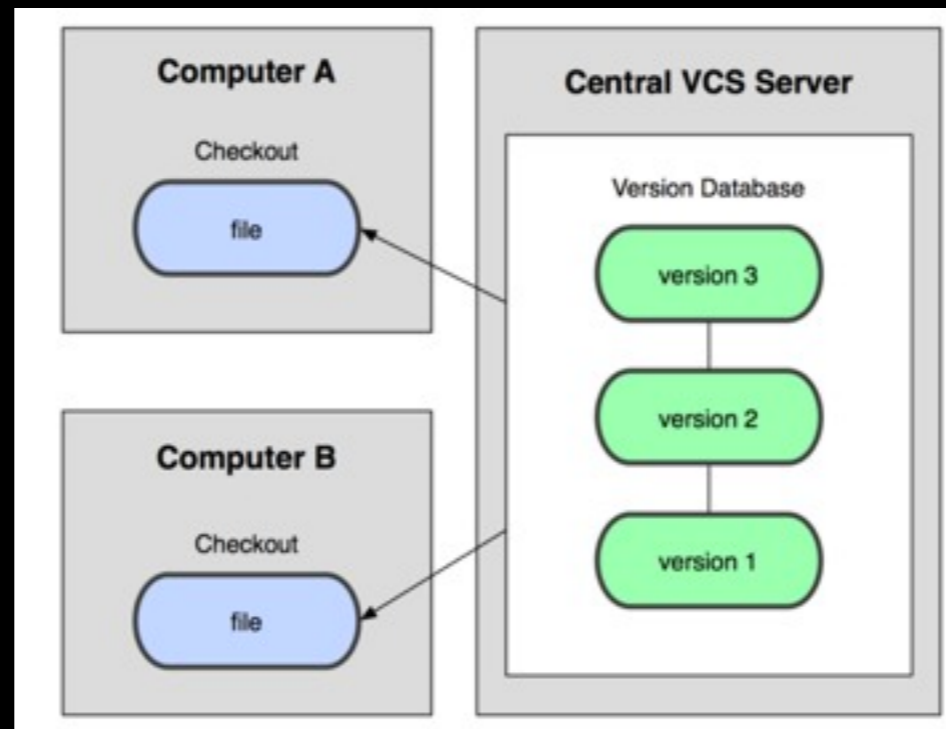 Computer A
Checkout
file
Computer B
Checkout
file
Central VCS Server
Version Database
version 3
version 2
version 1